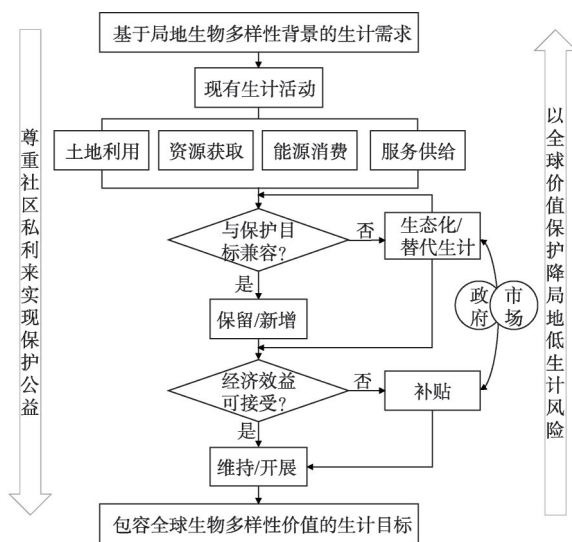 基于局地生物多样性背景的生计需求
现有生计活动
土地利用
资源获取
能源消费
服务供给
与保护目
标兼容?
否
生态化/
替代生计
是
保留/新增
政府
市场
经济效益
可接受?
否
补贴
是
维持/开展
包容全球生物多样性价值的生计目标
尊重社区私利来实现保护公益
以全球价值保护降局地低生计风险